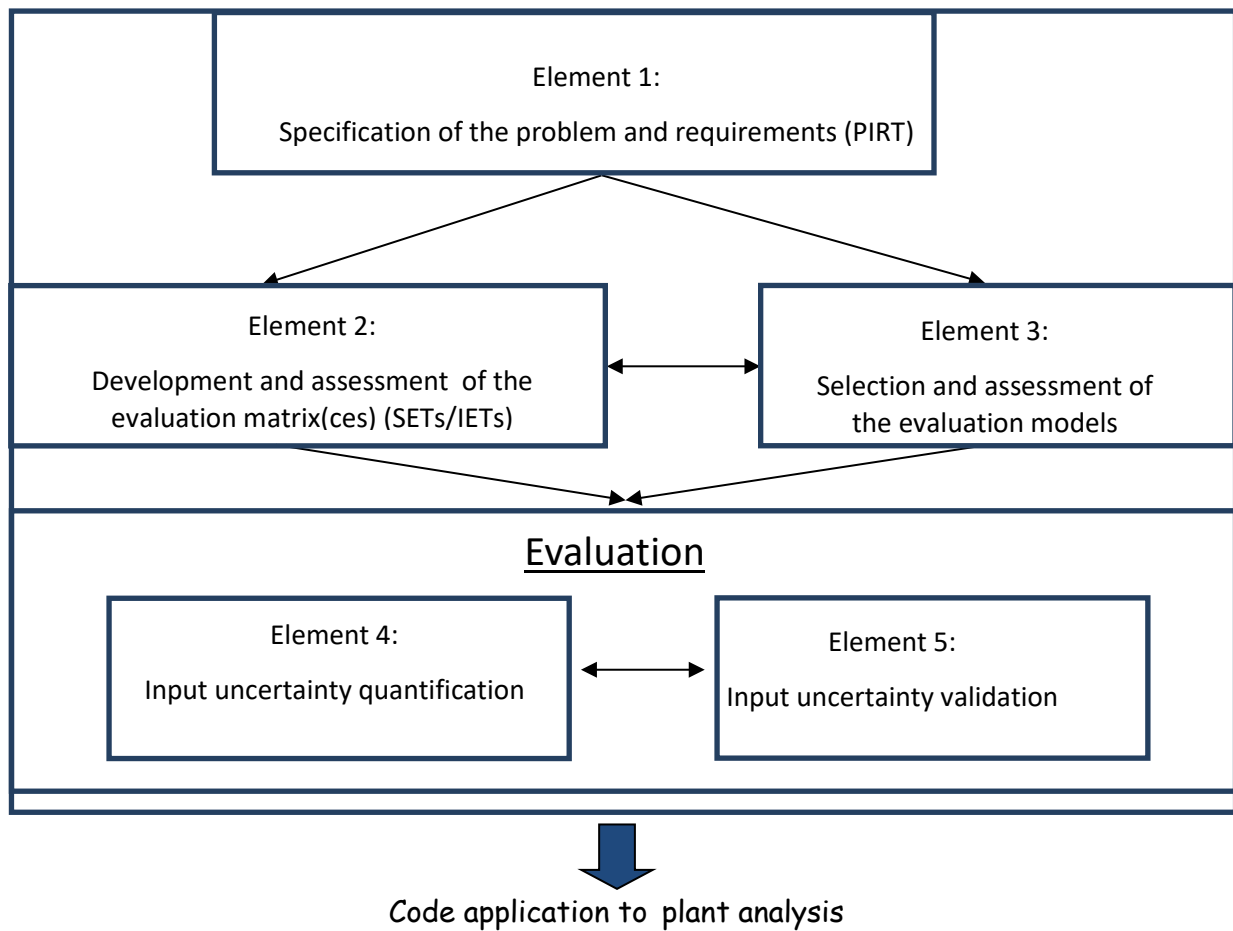 Element 1:
Specification of the problem and requirements (PIRT)
Element 2:
Development and assessment of the
evaluation matrix(ces) (SETs/IETs)
Element 3:
Selection and assessment of
the evaluation models
Evaluation
Element 4:
Input uncertainty quantification
Element 5:
Input uncertainty validation
Code application to plant analysis